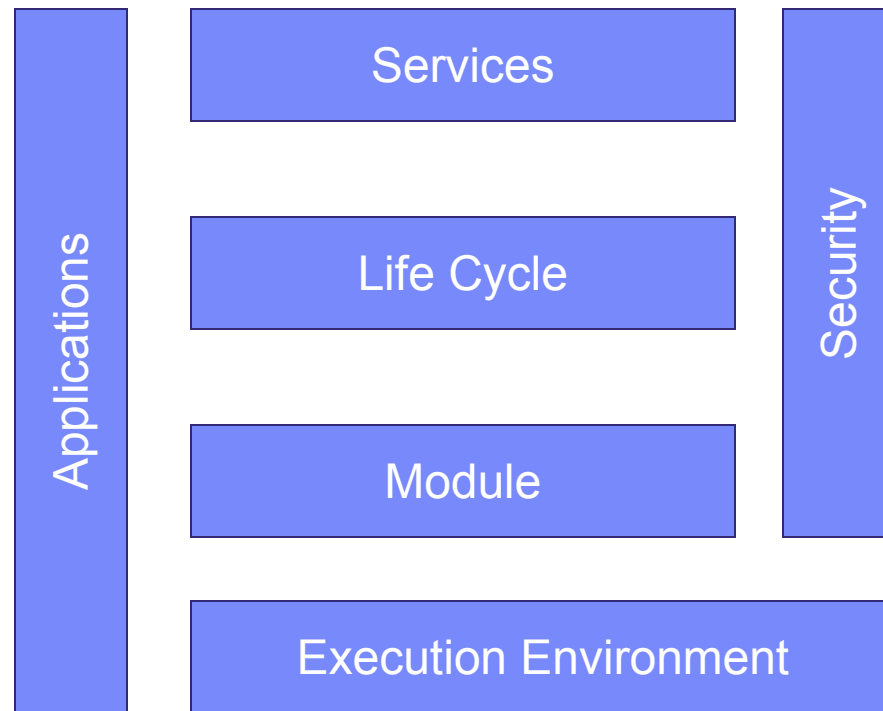 Applications
Services
Life Cycle
Module
Security
Execution Environment